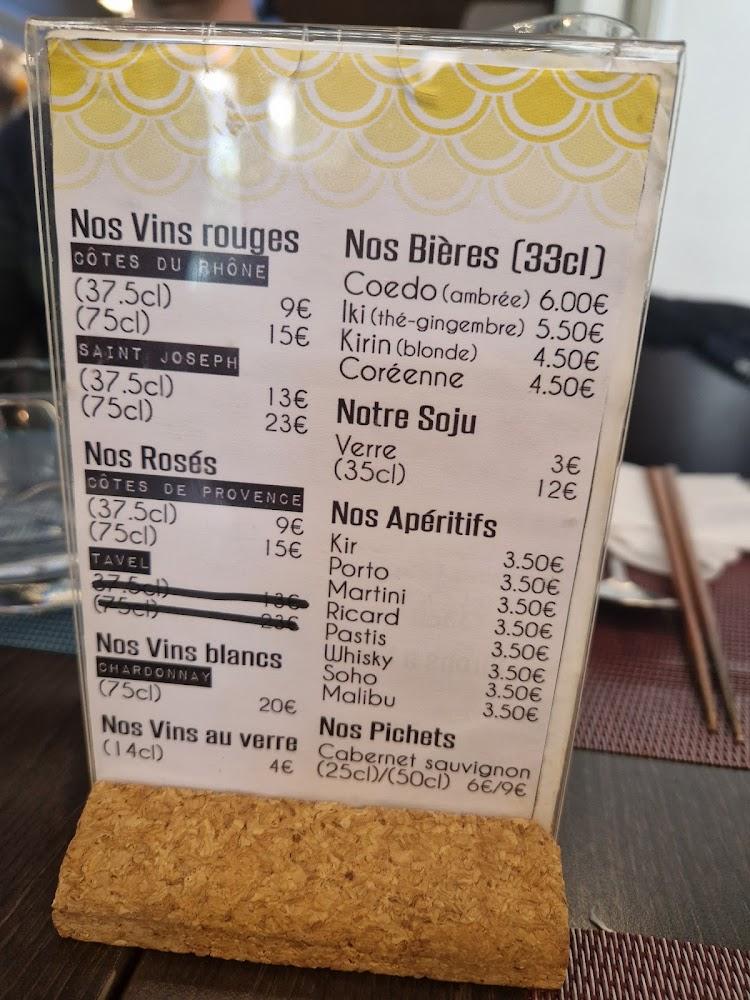 Nos Vins rouges
CÔTES DU RHÔNE
(37.5cl) 9€
(75cl) 15€
SAINT JOSEPH
(37.5cl) 13€
(75cl) 23€
Nos Rosés
CÔTES DE PROVENCE
(37.5cl) 9€
(75cl) 15€
TAVEL
37.5cl) 13€
(75cl) 23€
Nos Vins blancs
CHARDONNAY
(75cl) 20€
Nos Vins au verre
(14cl) 4€
Nos Bières (33cl)
Coedo (ambrée) 6.00€
Iki (thé-gingembre) 5.50€
Kirin (blonde) 4.50€
Coréenne 4.50€
Notre Soju
Verre 3€
(35cl) 12€
Nos Apéritifs
Kir 3.50€
Porto 3.50€
Martini 3.50€
Ricard 3.50€
Pastis 3.50€
Whisky 3.50€
Soho 3.50€
Malibu 3.50€
Nos Pichets
Cabernet sauvignon
(25cl)/(50cl) 6€/9€